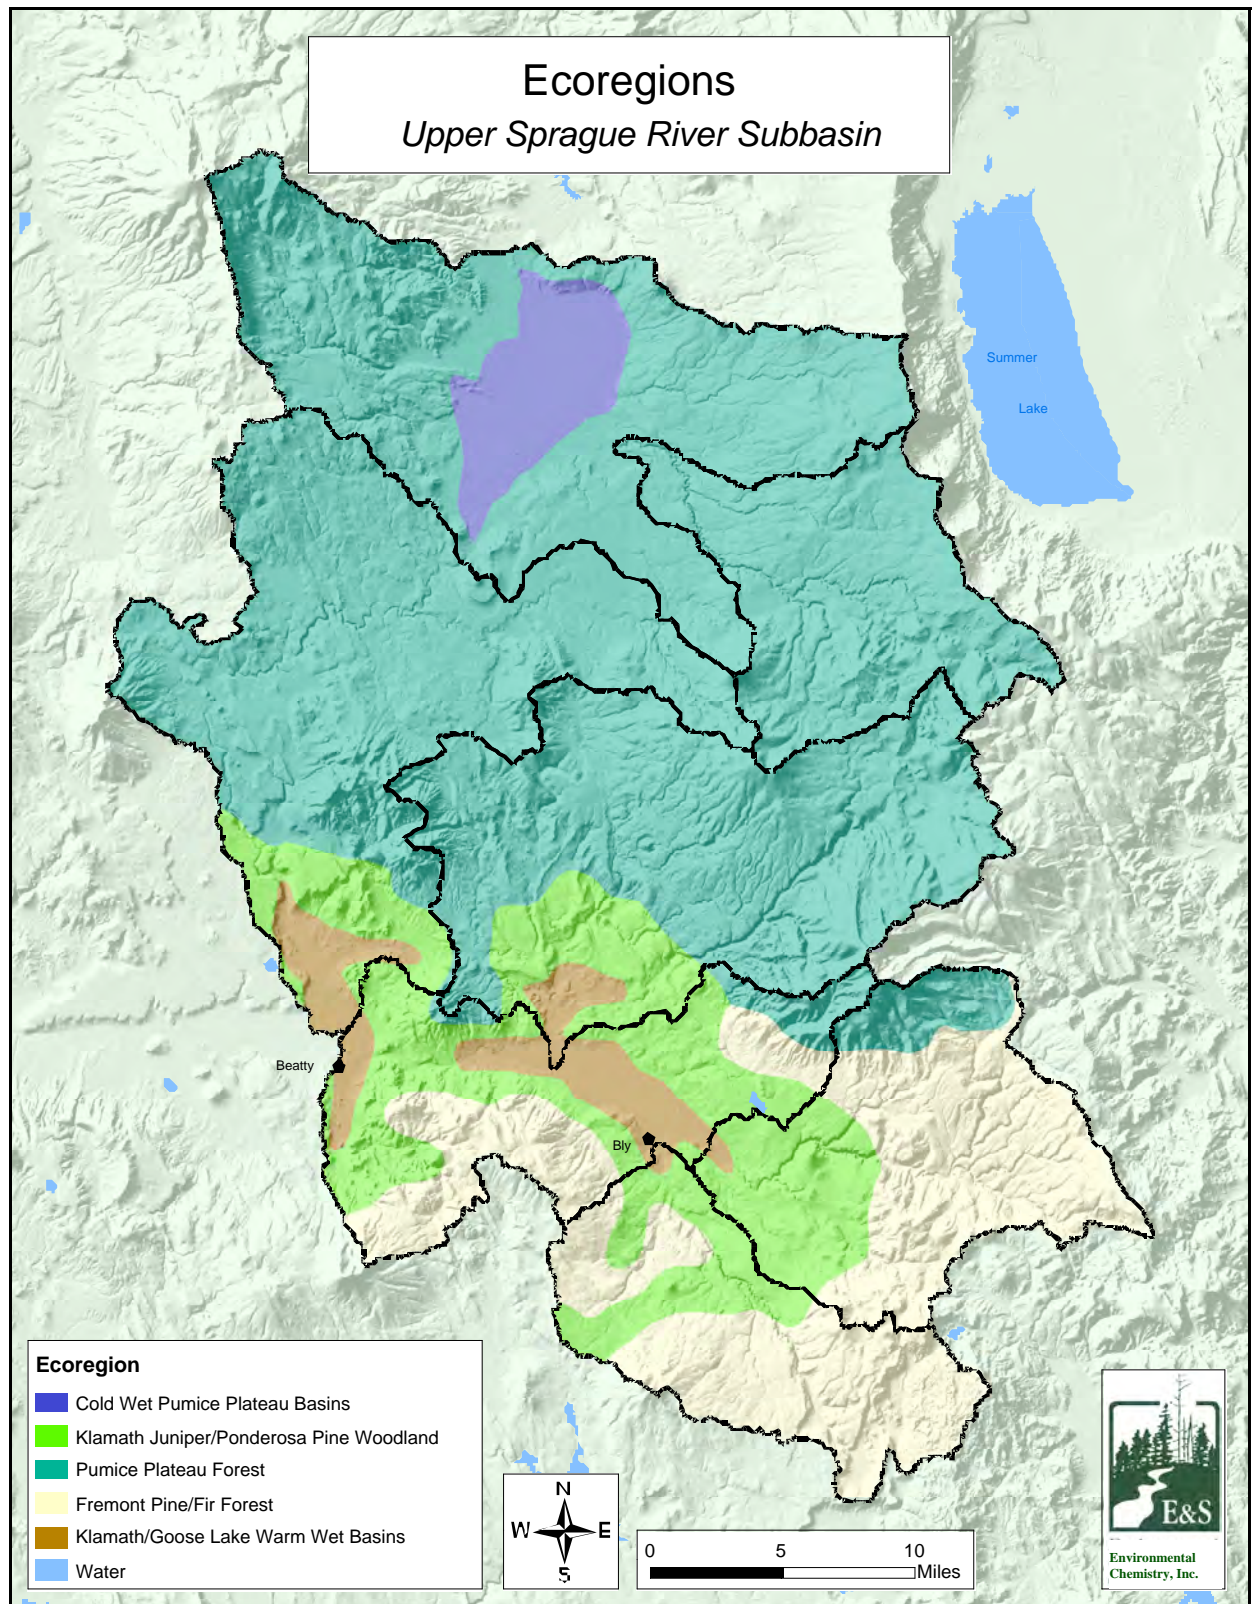 Ecoregions
Upper Sprague River Subbasin
Summer
Lake
Beatty
Bly
Ecoregion
Cold Wet Pumice Plateau Basins
Klamath Juniper/Ponderosa Pine Woodland
Pumice Plateau Forest
Fremont Pine/Fir Forest
Klamath/Goose Lake Warm Wet Basins
Water
N
W E
S
0 5 10
Miles
E&S
Environmental
Chemistry, Inc.